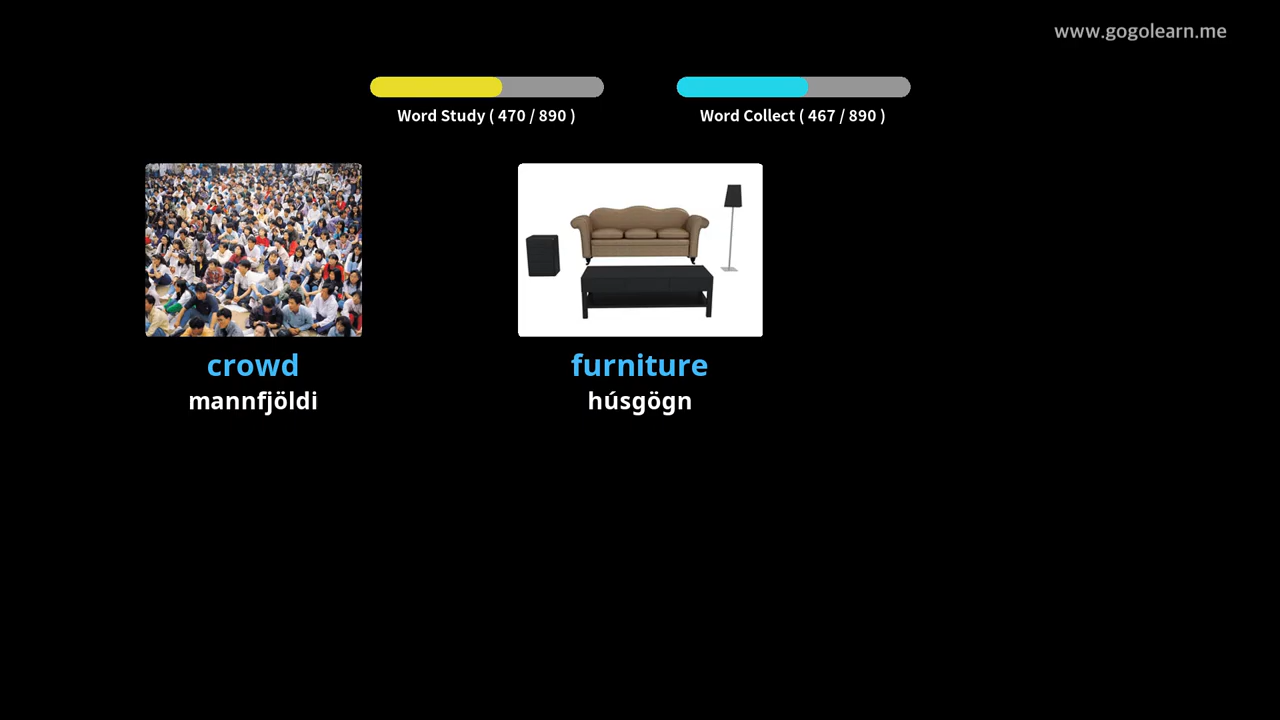 www.gogolearn.me
Word Study ( 470 / 890 )
Word Collect ( 467 / 890 )
crowd
mannfjöldi
furniture
húsgögn